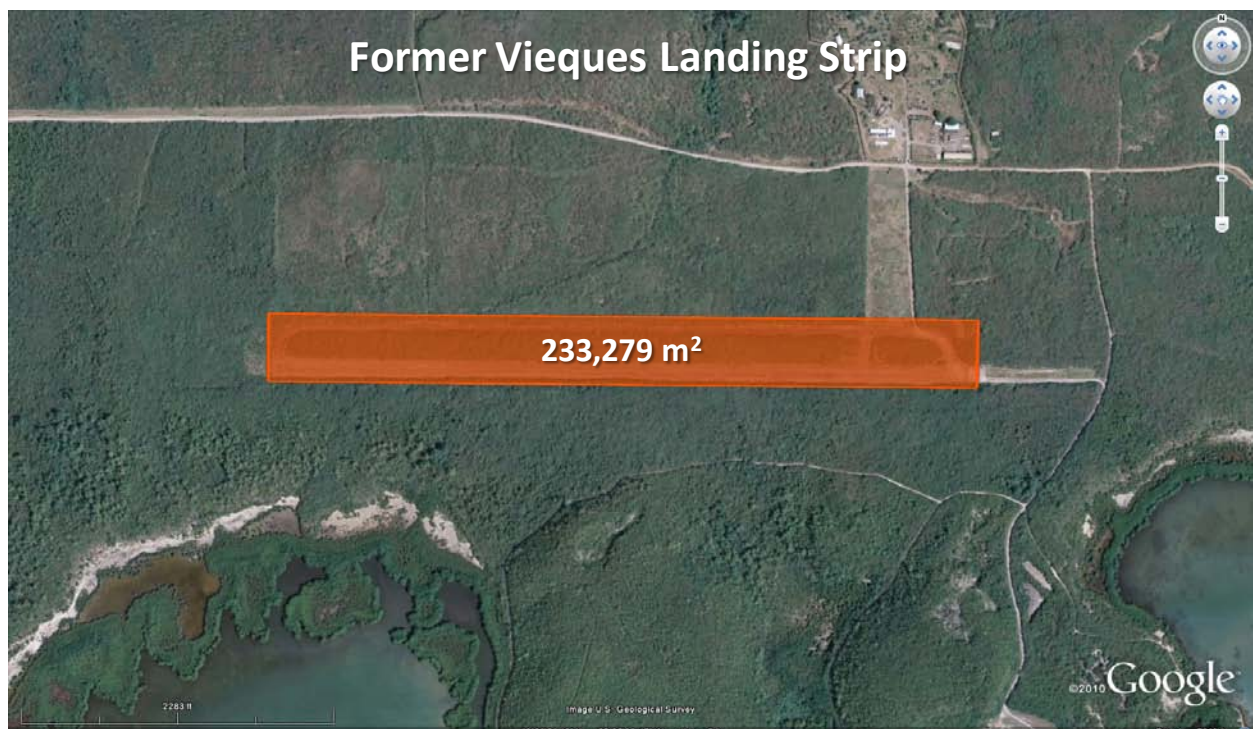 Former Vieques Landing Strip
N
233,279 m²
2283 ft
Image U.S. Geological Survey
©2010 Google